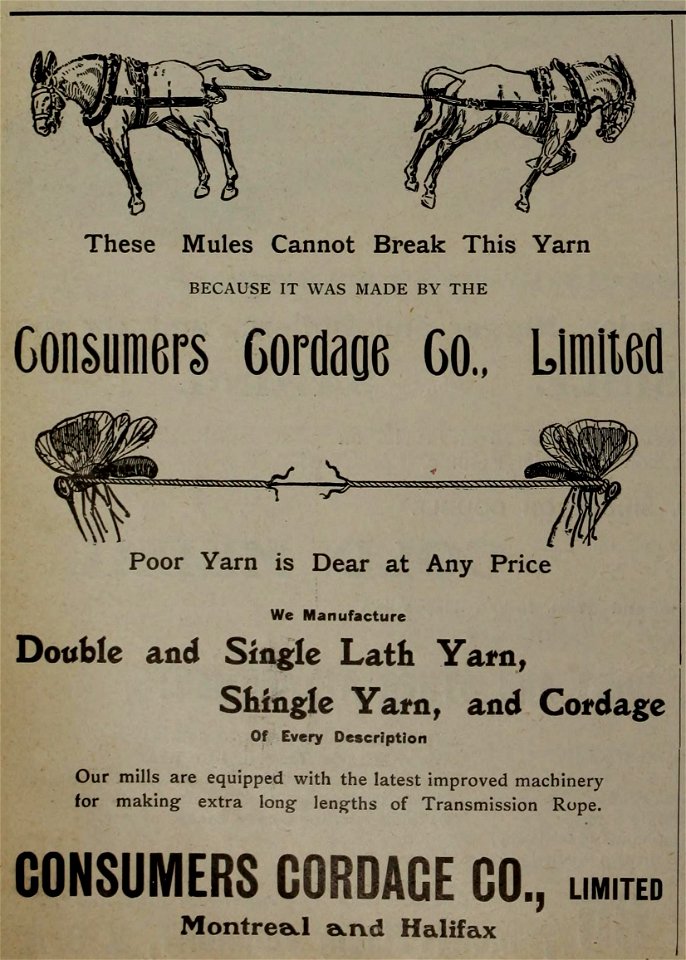 These Mules Cannot Break This Yarn
BECAUSE IT WAS MADE BY THE
Consumers Cordage Co., Limited
Poor Yarn is Dear at Any Price
We Manufacture
Double and Single Lath Yarn,
Shingle Yarn, and Cordage
Of Every Description
Our mills are equipped with the latest improved machinery
for making extra long lengths of Transmission Rope.
CONSUMERS CORDAGE CO., LIMITED
Montreal and Halifax